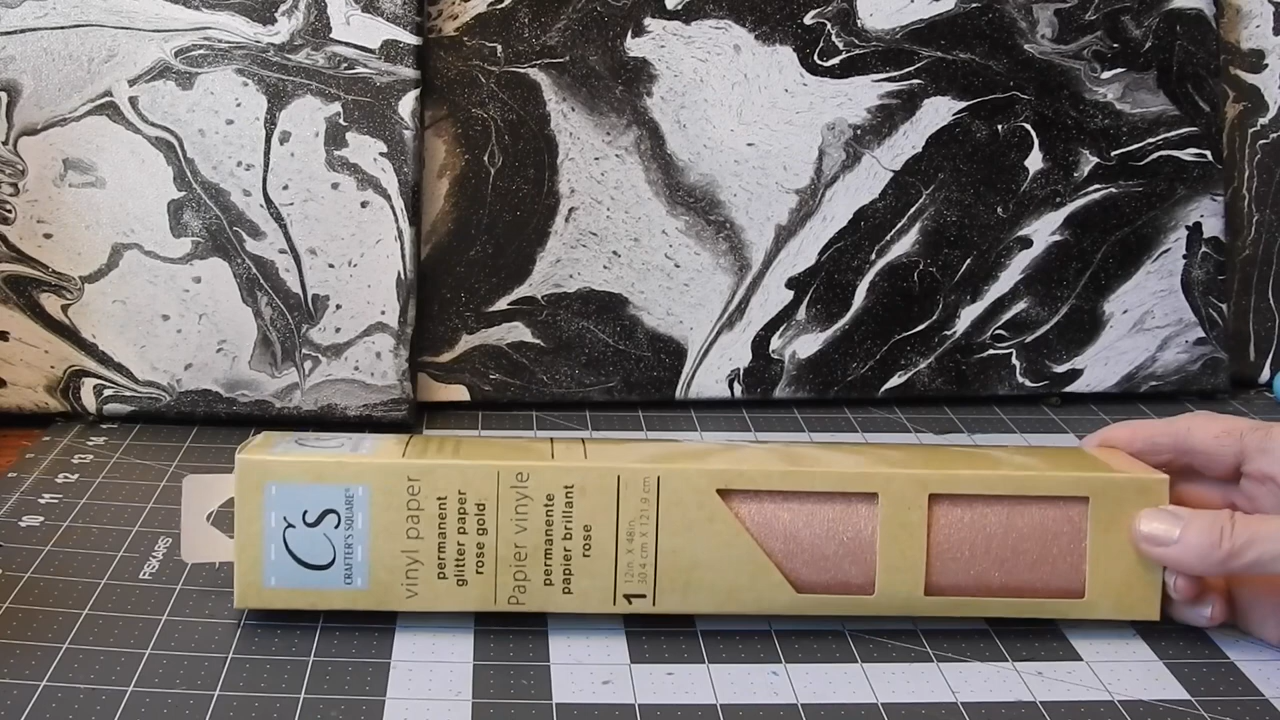 Cs
CRAFTER'S SQUARE®
vinyl paper
permanent
glitter paper
rose gold
Papier vinyle
permanente
papier brillant
rose
1
12in. X 48in.
30.4 cm X 121.9 cm
FISKARS
10
11
12
13
14